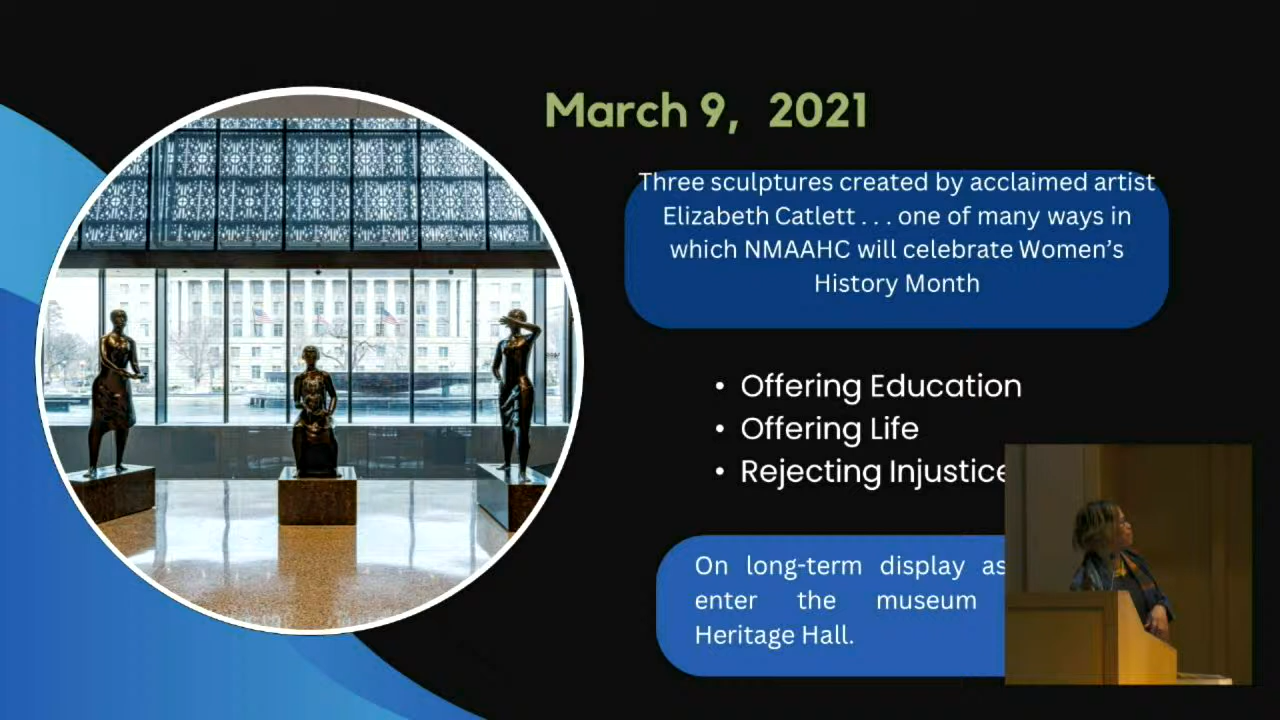 March 9, 2021
Three sculptures created by acclaimed artist
Elizabeth Catlett . . . one of many ways in
which NMAAHC will celebrate Women's
History Month
• Offering Education
• Offering Life
• Rejecting Injustice
On long-term display as
enter the museum
Heritage Hall.